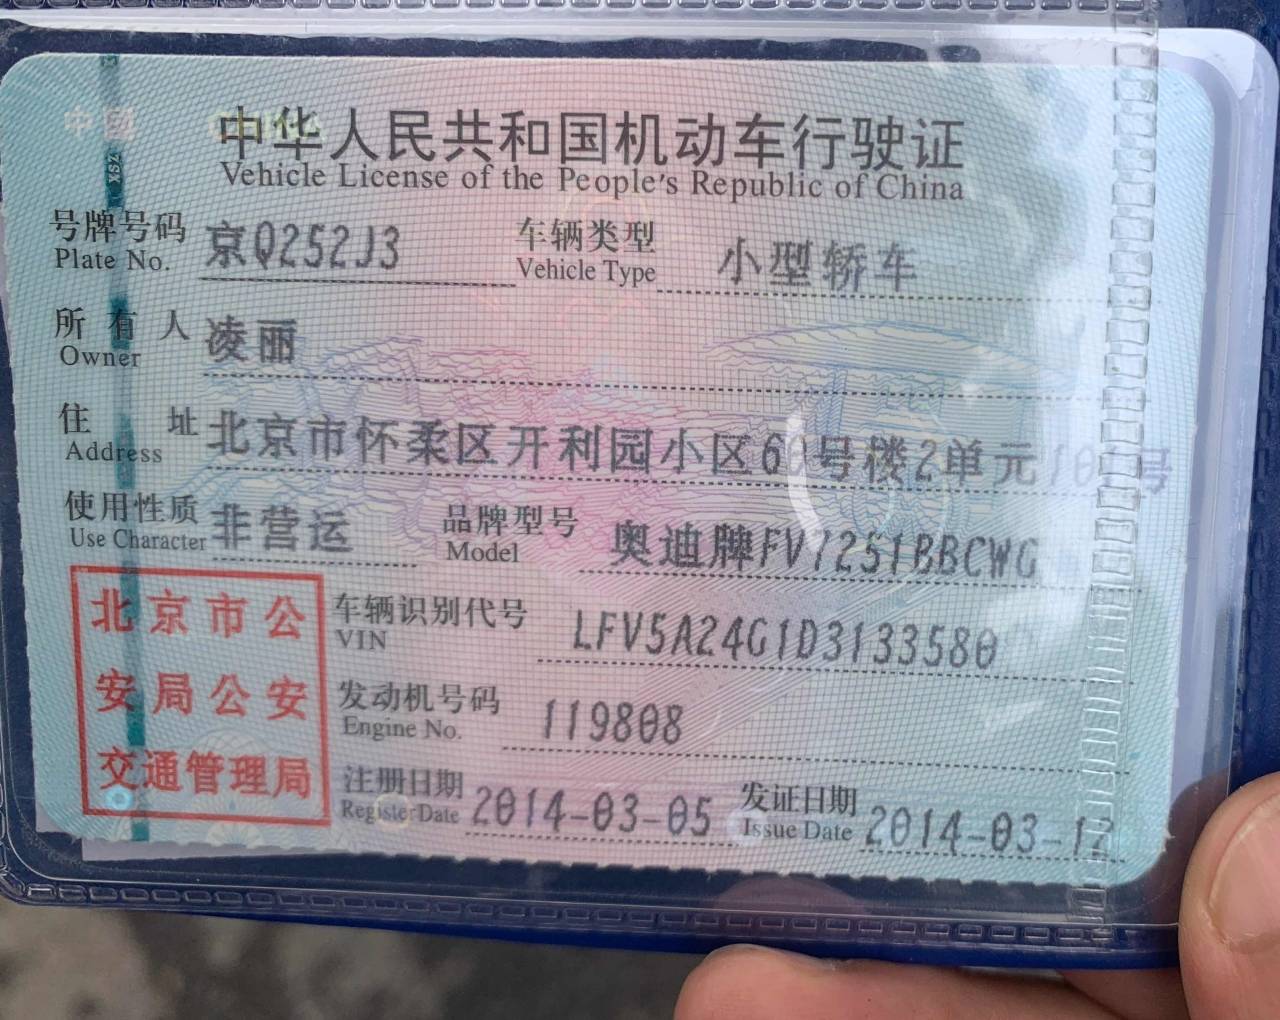 中国 CHINA
中华人民共和国机动车行驶证
Vehicle License of the People's Republic of China
号牌号码 京Q252J3 车辆类型 小型轿车
Plate No. Vehicle Type
所有人 凌丽
Owner
住址 北京市怀柔区开利园小区60号楼2单元
Address
使用性质 非营运 品牌型号 奥迪牌FV7251BBCWG
Use Character Model
北京市公
安局公安
交通管理局
车辆识别代号 LFV5A24G1D3133580
VIN
发动机号码 119808
Engine No.
注册日期 2014-03-05 发证日期 2014-03-12
Register Date Issue Date